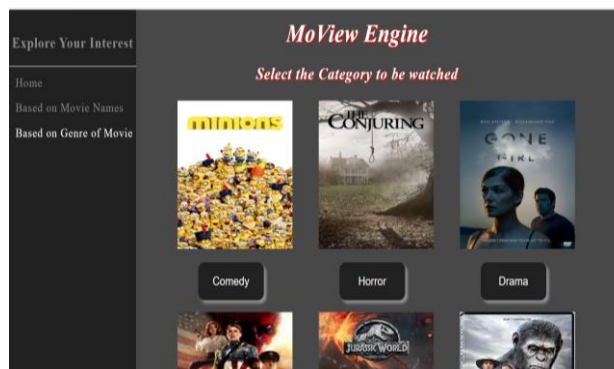 MoView Engine
Explore Your Interest
Select the Category to be watched
Home
Based on Movie Names
Based on Genre of Movie
minions
THE
CONJURING
GONE
GIRL
Comedy
Horror
Drama
JURASSIC WORLD